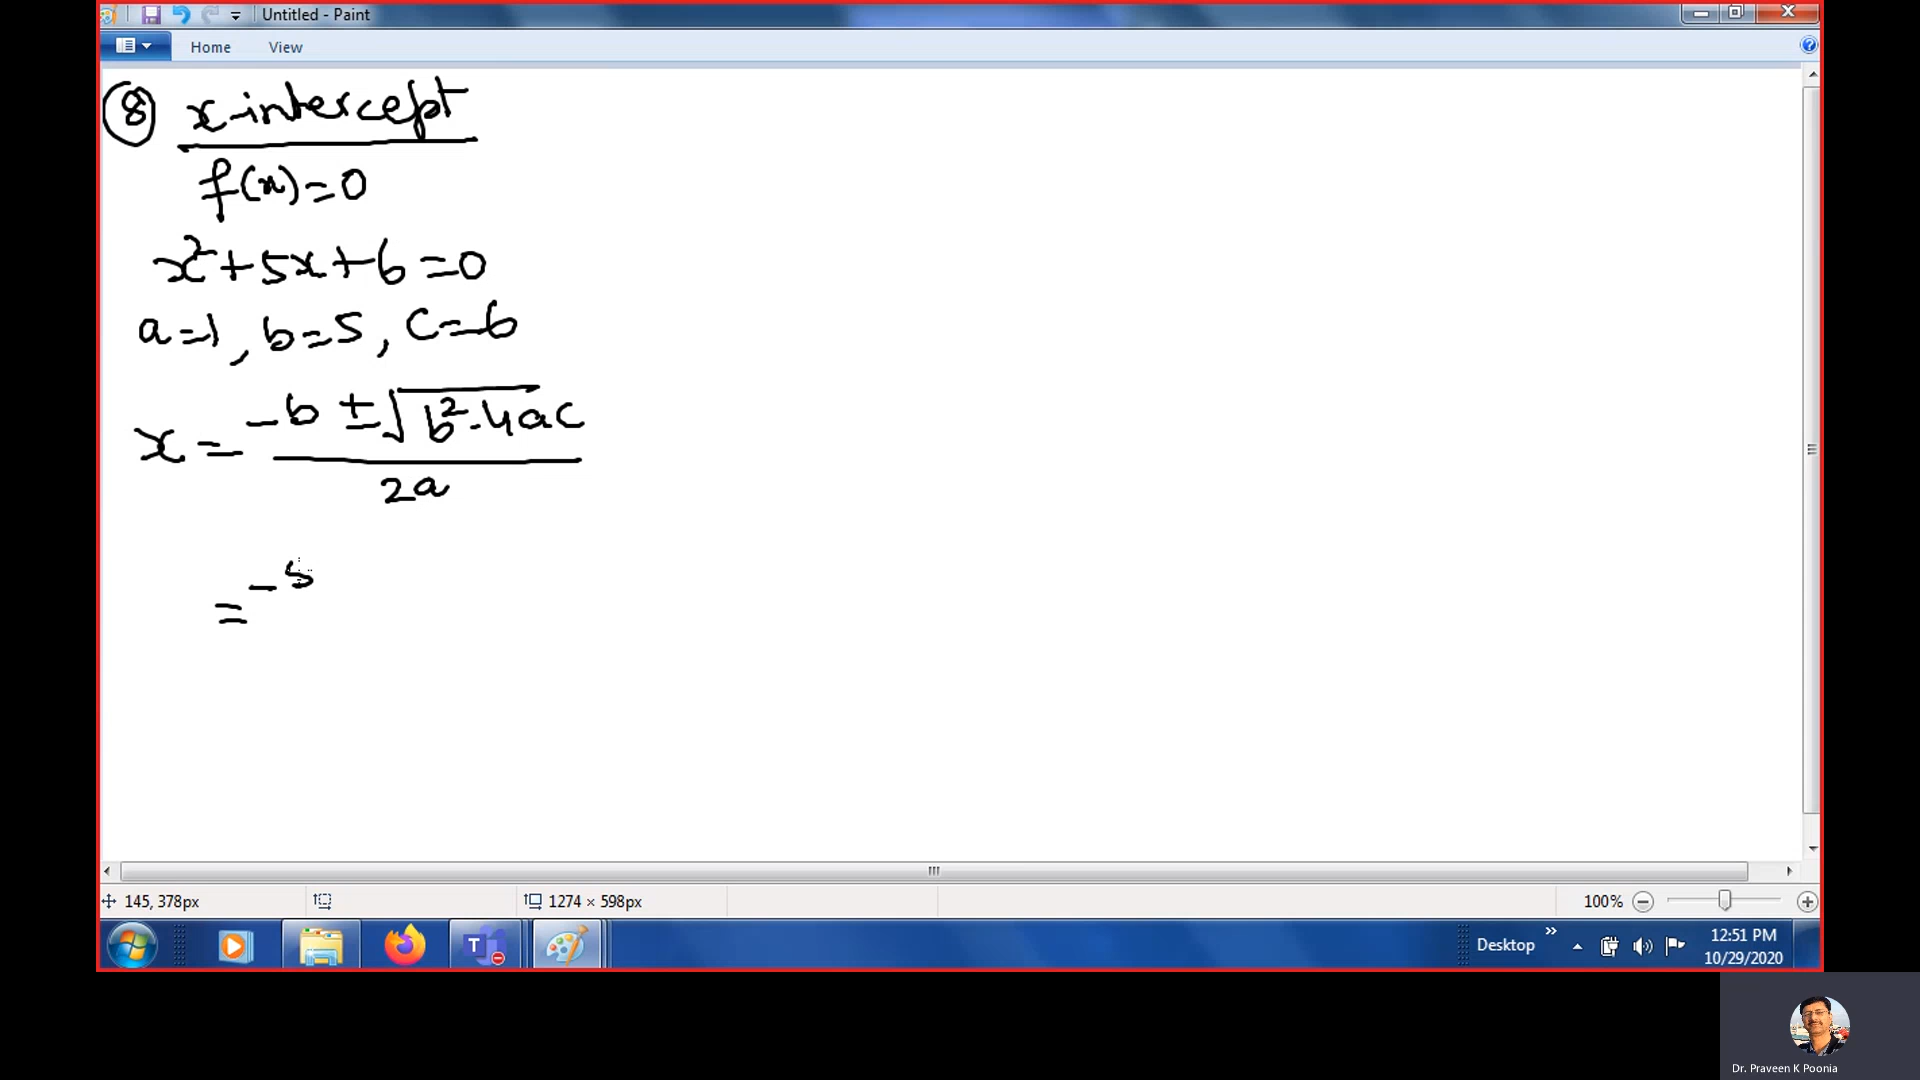 Untitled - Paint
Home View
⑧ x-intercept
f(x)=0
x²+5x+6=0
a=1, b=5, c=6
x = -b ± √b²-4ac
2a
= -5
145, 378px
1274 × 598px
100%
Desktop
12:51 PM
10/29/2020
Dr. Praveen K Poonia